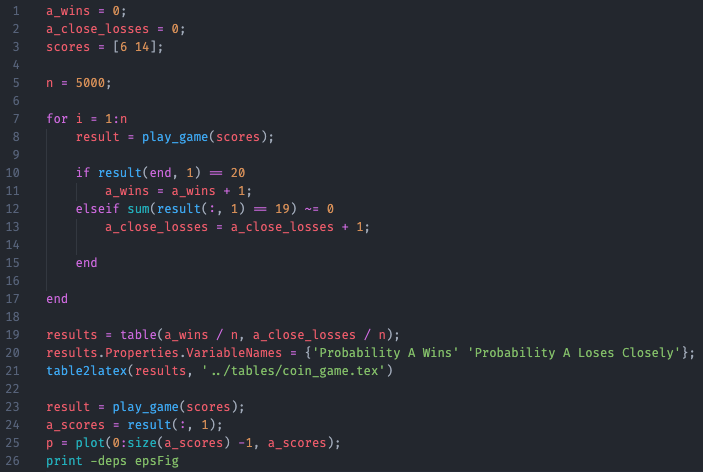 1 a_wins = 0;
2 a_close_losses = 0;
3 scores = [6 14];
4
5 n = 5000;
6
7 for i = 1:n
8     result = play_game(scores);
9
10     if result(end, 1) == 20
11         a_wins = a_wins + 1;
12     elseif sum(result(:, 1) == 19) ~= 0
13         a_close_losses = a_close_losses + 1;
14
15     end
16
17 end
18
19 results = table(a_wins / n, a_close_losses / n);
20 results.Properties.VariableNames = {'Probability A Wins' 'Probability A Loses Closely'};
21 table2latex(results, '../tables/coin_game.tex')
22
23 result = play_game(scores);
24 a_scores = result(:, 1);
25 p = plot(0:size(a_scores) -1, a_scores);
26 print -deps epsFig